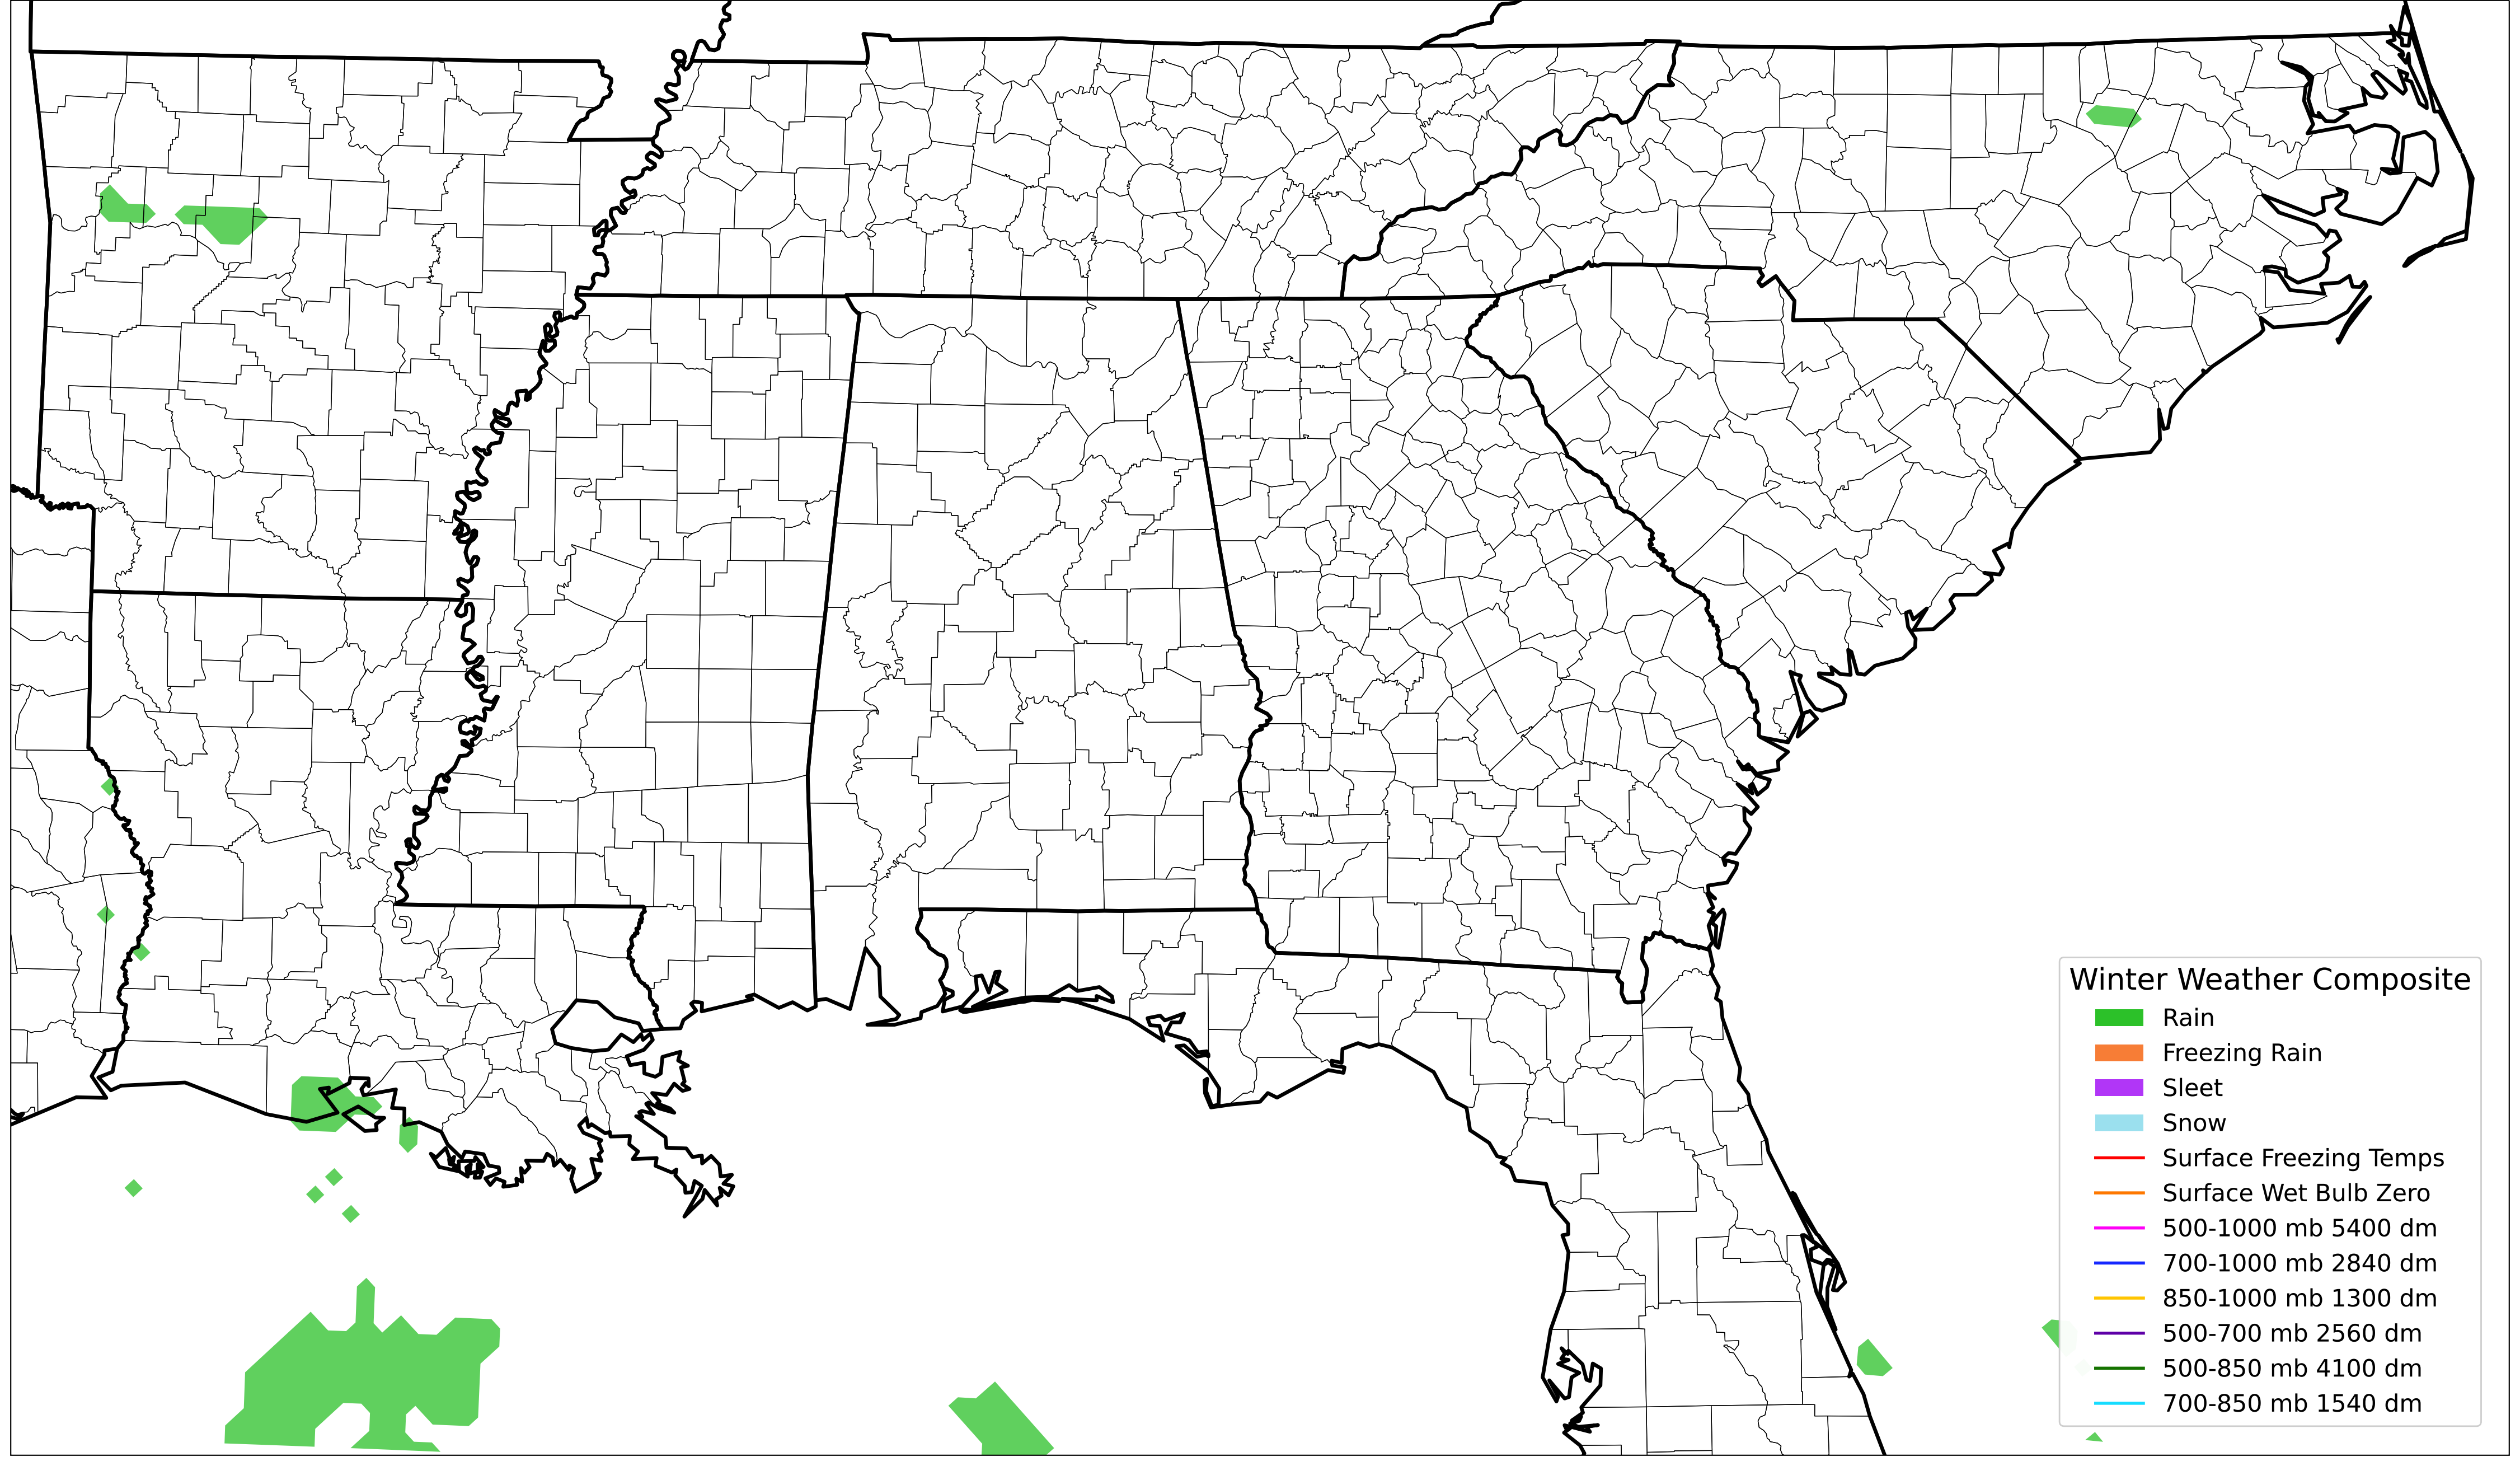 Winter Weather Composite
Rain
Freezing Rain
Sleet
Snow
Surface Freezing Temps
Surface Wet Bulb Zero
500-1000 mb 5400 dm
700-1000 mb 2840 dm
850-1000 mb 1300 dm
500-700 mb 2560 dm
500-850 mb 4100 dm
700-850 mb 1540 dm